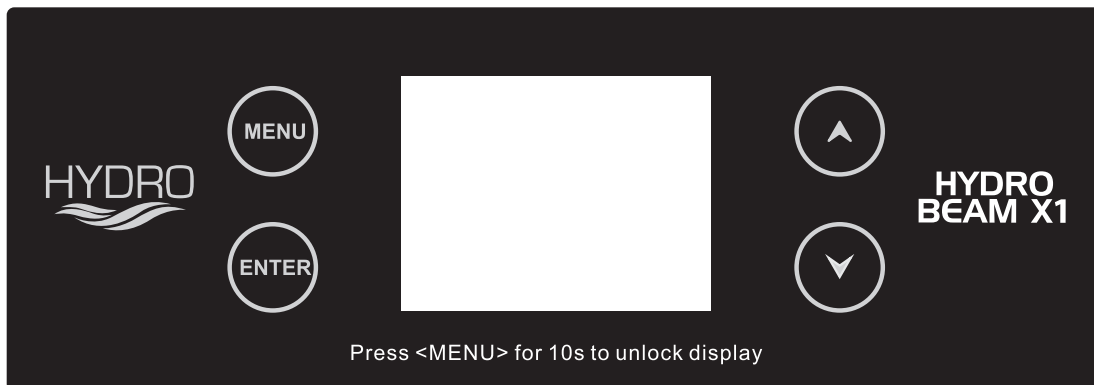 HYDRO
MENU
ENTER
HYDRO
BEAM X1
Press <MENU> for 10s to unlock display